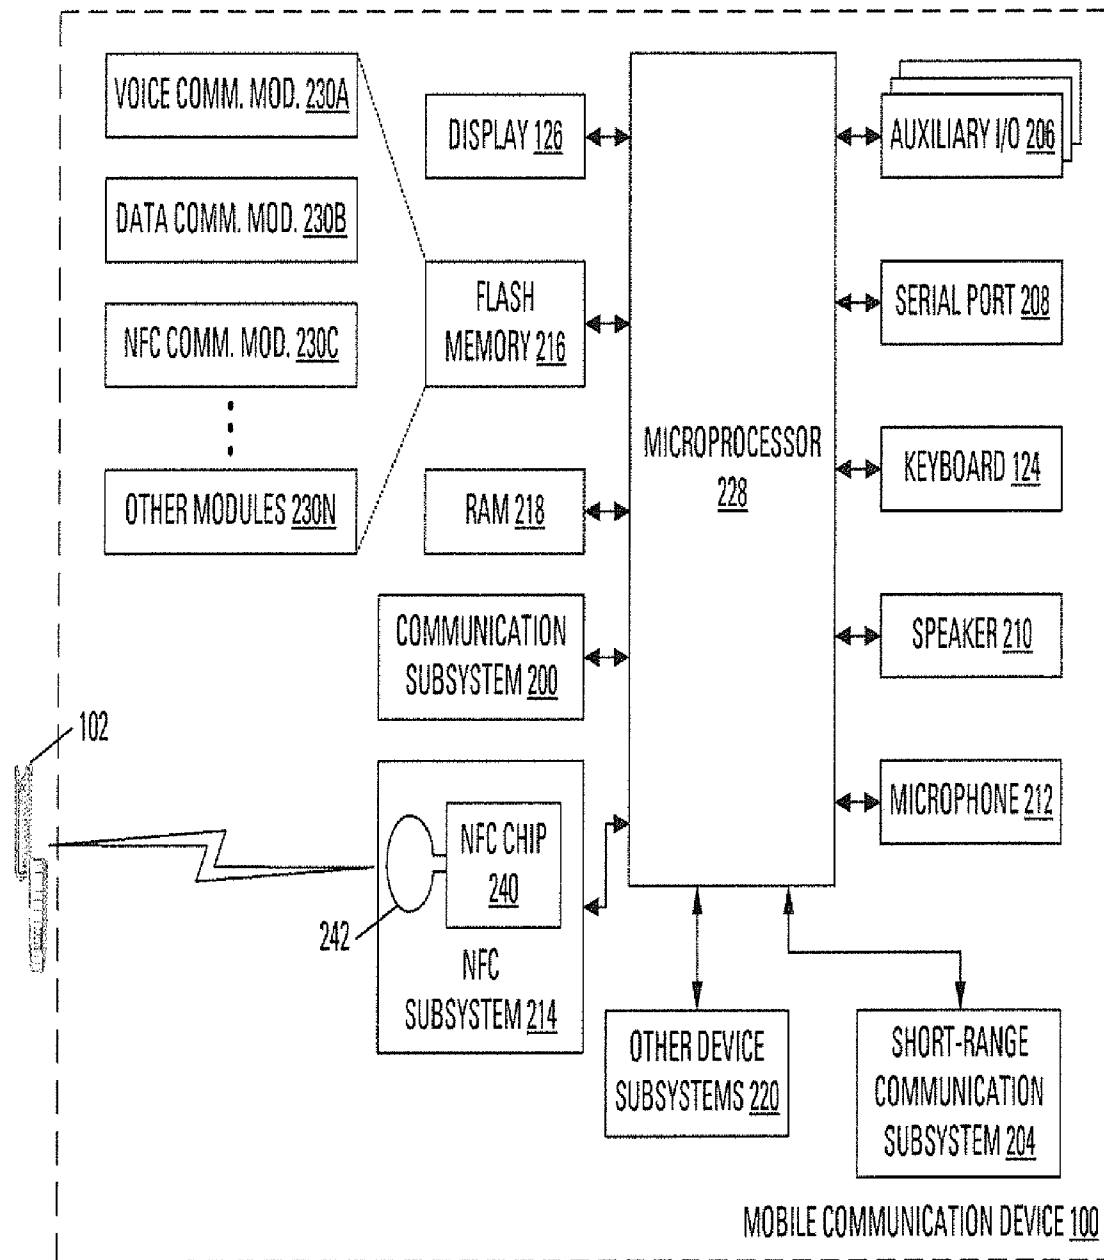 VOICE COMM. MOD. 230A
DATA COMM. MOD. 230B
NFC COMM. MOD. 230C
OTHER MODULES 230N
DISPLAY 126
FLASH
MEMORY 216
RAM 218
COMMUNICATION
SUBSYSTEM 200
102
NFC CHIP
240
242
NFC
SUBSYSTEM 214
MICROPROCESSOR
228
AUXILIARY I/O 206
SERIAL PORT 208
KEYBOARD 124
SPEAKER 210
MICROPHONE 212
OTHER DEVICE
SUBSYSTEMS 220
SHORT-RANGE
COMMUNICATION
SUBSYSTEM 204
MOBILE COMMUNICATION DEVICE 100